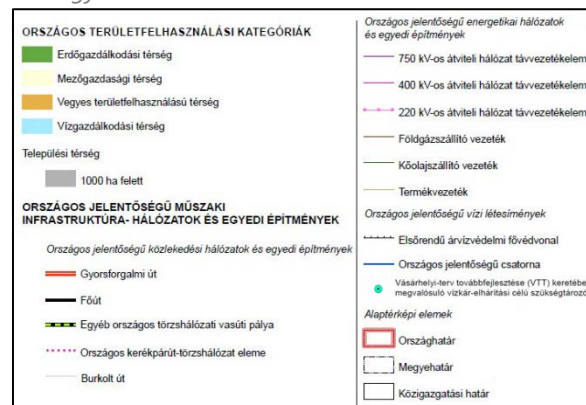 ORSZÁGOS TERÜLETFELHASZNÁLÁSI KATEGÓRIÁK
Erdőgazdálkodási térség
Mezőgazdasági térség
Vegyes területfelhasználású térség
Vízgazdálkodási térség
Települési térség
1000 ha felett
ORSZÁGOS JELENTŐSÉGŰ MŰSZAKI
INFRASTRUKTÚRA- HÁLÓZATOK ÉS EGYEDI ÉPÍTMÉNYEK
Országos jelentőségű közlekedési hálózatok és egyedi építmények
Gyorsforgalmi út
Főút
Egyéb országos törzshálózati vasúti pálya
Országos kerékpárút-törzshálózat eleme
Burkolt út
Országos jelentőségű energetikai hálózatok
és egyedi építmények
750 kV-os átviteli hálózat távvezetékelem
400 kV-os átviteli hálózat távvezetékelem
220 kV-os átviteli hálózat távvezetékelem
Földgázszállító vezeték
Kőolajszállító vezeték
Termékvezeték
Országos jelentőségű vízi létesítmények
Elsőrendű árvízvédelmi fővédvonal
Országos jelentőségű csatorna
Vásárhelyi-terv továbbfejlesztése (VTT) keretébe
megvalósuló vízkár-elhárítási célú szükségtározó
Alaptérképi elemek
Országhatár
Megyehatár
Közigazgatási határ